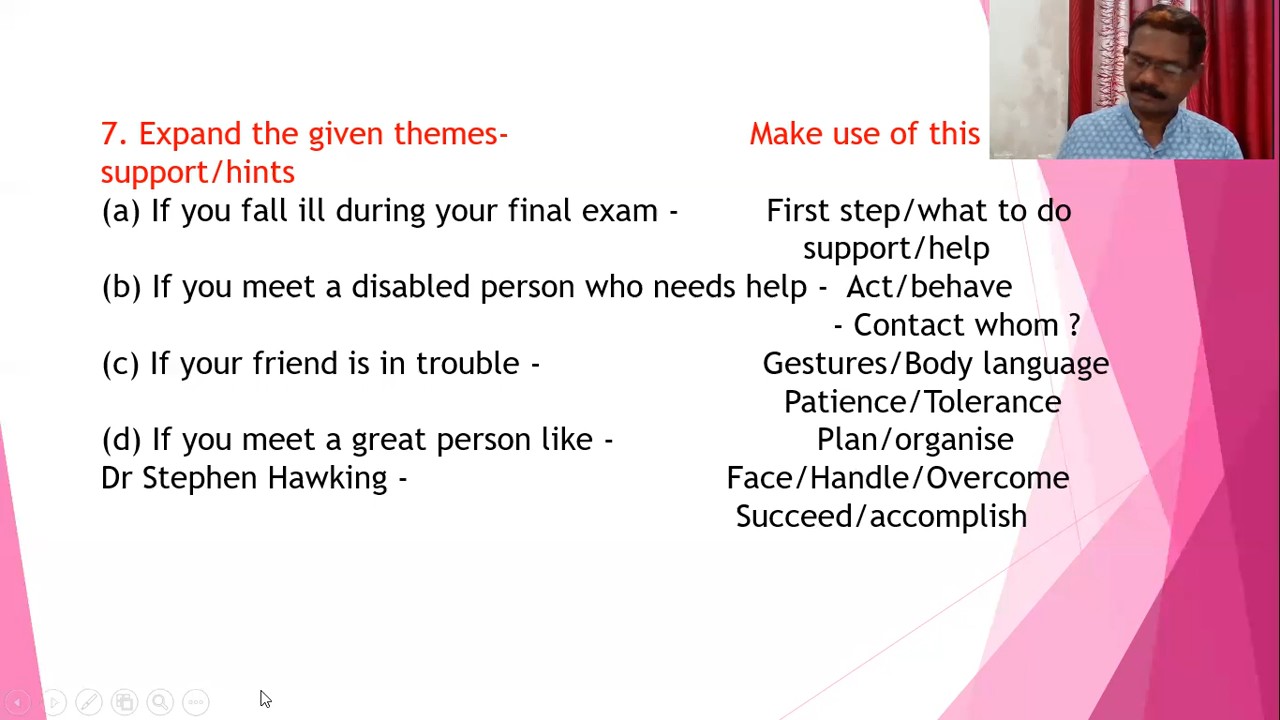 7. Expand the given themes- Make use of this
support/hints
(a) If you fall ill during your final exam - First step/what to do
support/help
(b) If you meet a disabled person who needs help - Act/behave
- Contact whom ?
(c) If your friend is in trouble - Gestures/Body language
Patience/Tolerance
(d) If you meet a great person like - Plan/organise
Dr Stephen Hawking - Face/Handle/Overcome
Succeed/accomplish